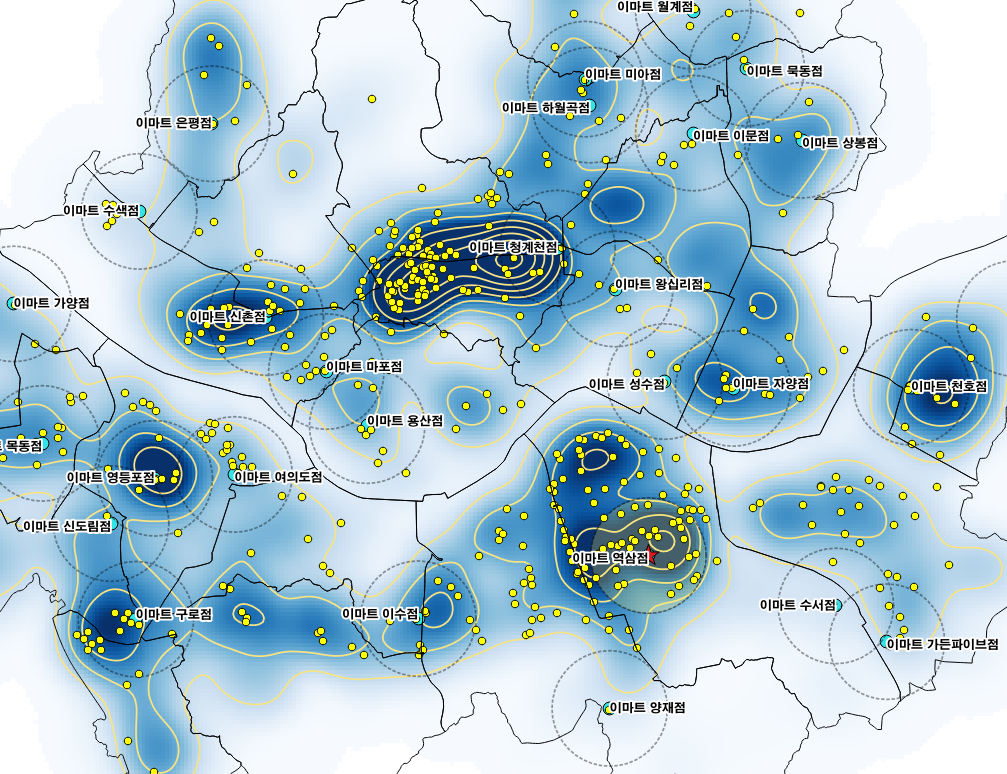 이마트 월계점
이마트 미아점
이마트 묵동점
이마트 하월곡점
이마트 은평점
이마트 이문점
이마트 상봉점
이마트 수색점
이마트 청계천점
이마트 왕십리점
이마트 가양점
이마트 신촌점
이마트 마포점
이마트 성수점
이마트 자양점
이마트 천호점
이마트 용산점
트 목동점
이마트 영등포점
이마트 여의도점
이마트 신도림점
이마트 역삼점
이마트 수서점
이마트 구로점
이마트 이수점
이마트 가든파이브점
이마트 양재점